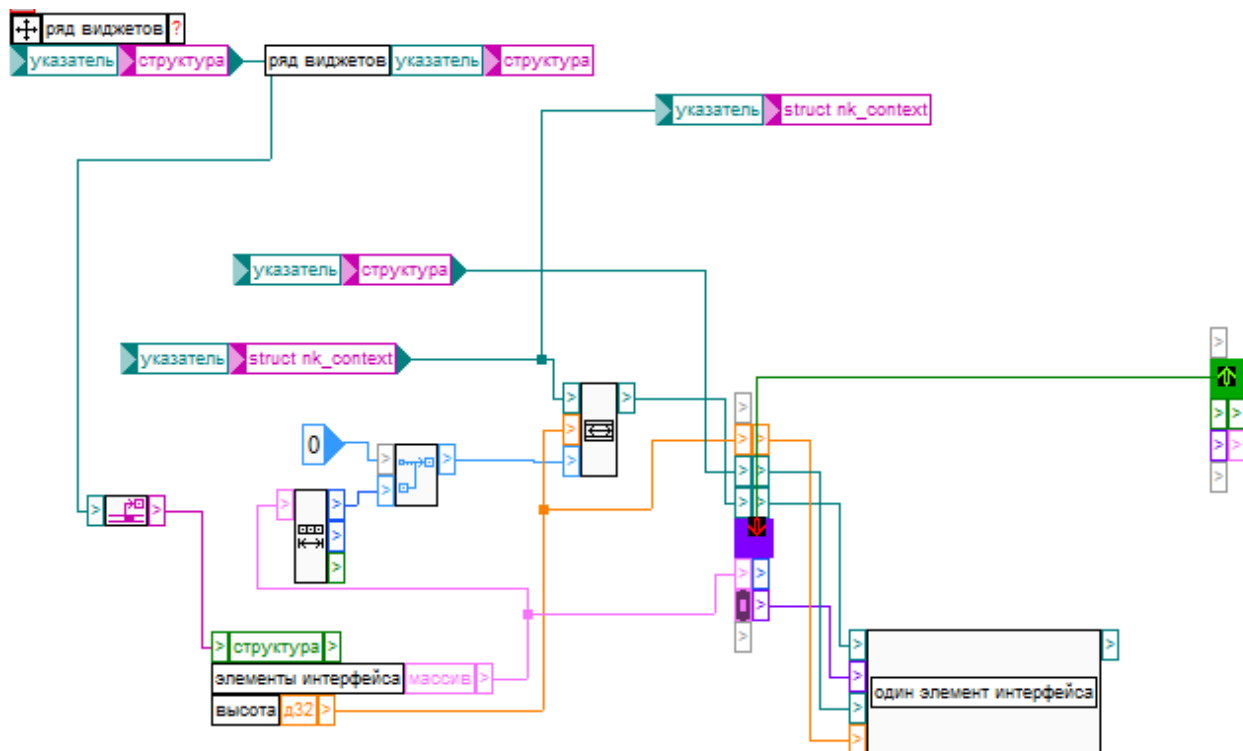 ряд виджетов ?
указатель структура ряд виджетов указатель структура
указатель struct nk_context
указатель структура
указатель struct nk_context
0
структура
элементы интерфейса массив
высота д32
один элемент интерфейса